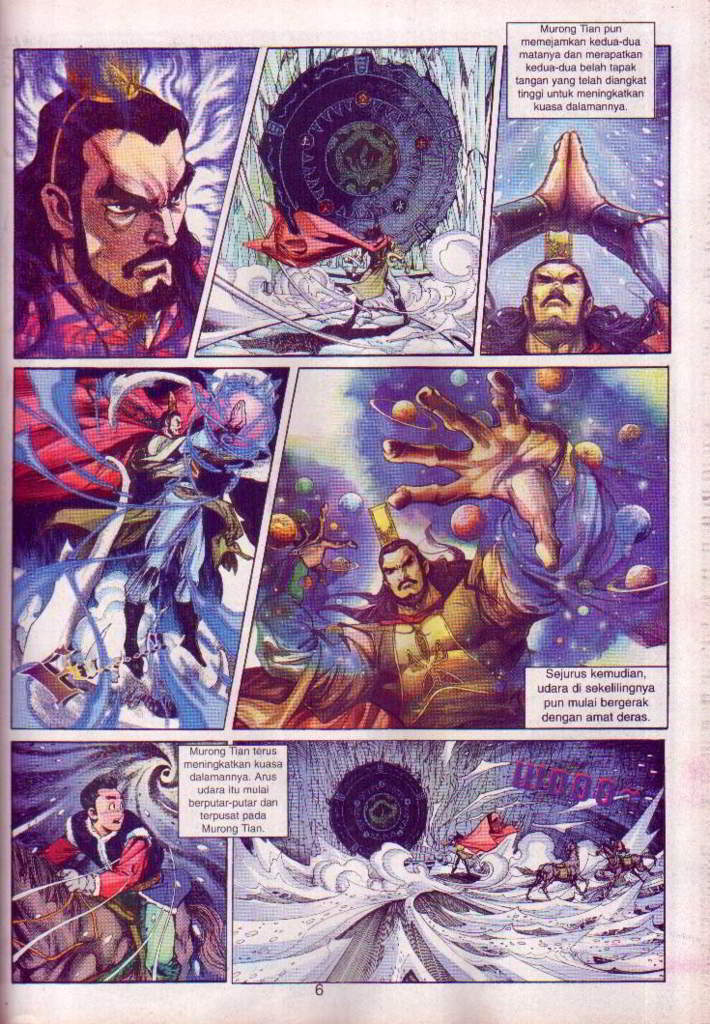 Murong Tian pun
memejamkan kedua-dua
matanya dan merapatkan
kedua-dua belah tapak
tangan yang telah diangkat
tinggi untuk meningkatkan
kuasa dalamannya.
Sejurus kemudian,
udara di sekelilingnya
pun mulai bergerak
dengan amat deras.
Murong Tian terus
meningkatkan kuasa
dalamannya. Arus
udara itu mulai
berputar-putar dan
terpusat pada
Murong Tian.
6